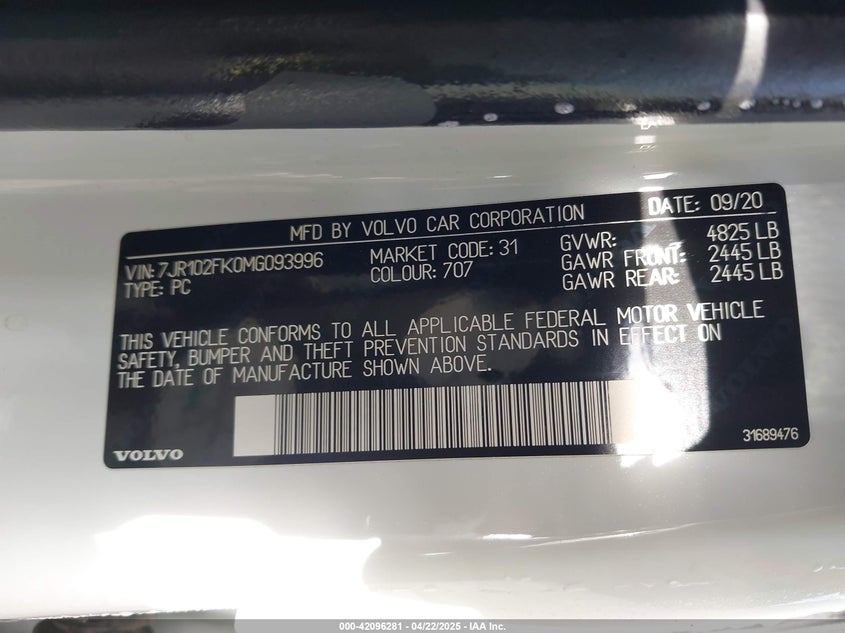 MFD BY VOLVO CAR CORPORATION DATE: 09/20
VIN: 7JR102FK0MG093996 MARKET CODE: 31 GVWR: 4825 LB
TYPE: PC COLOUR: 707 GAWR FRONT: 2445 LB
GAWR REAR: 2445 LB
THIS VEHICLE CONFORMS TO ALL APPLICABLE FEDERAL MOTOR VEHICLE
SAFETY, BUMPER AND THEFT PREVENTION STANDARDS IN EFFECT ON
THE DATE OF MANUFACTURE SHOWN ABOVE.
VOLVO
31689476
VOLVO
000-42096281 - 04/22/2025 - IAA Inc.